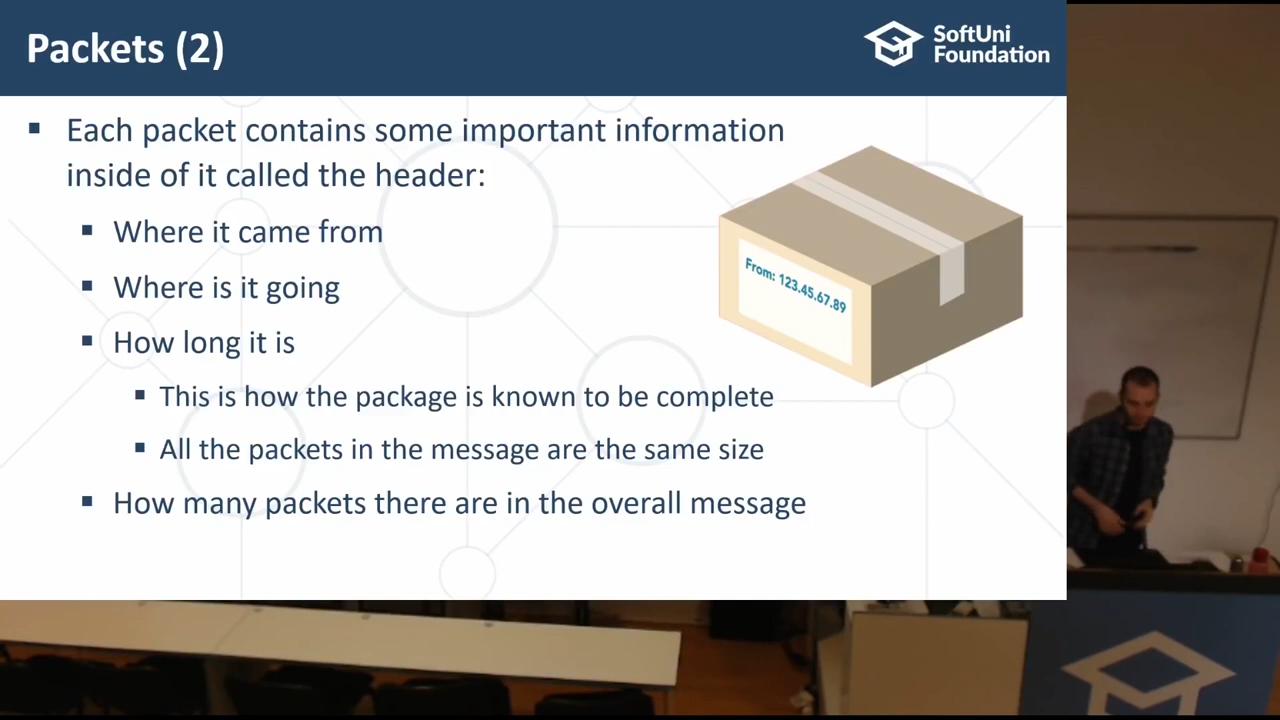 Packets (2)
SoftUni
Foundation
Each packet contains some important information
inside of it called the header:
Where it came from
Where is it going
How long it is
This is how the package is known to be complete
All the packets in the message are the same size
How many packets there are in the overall message
From: 123.45.67.89